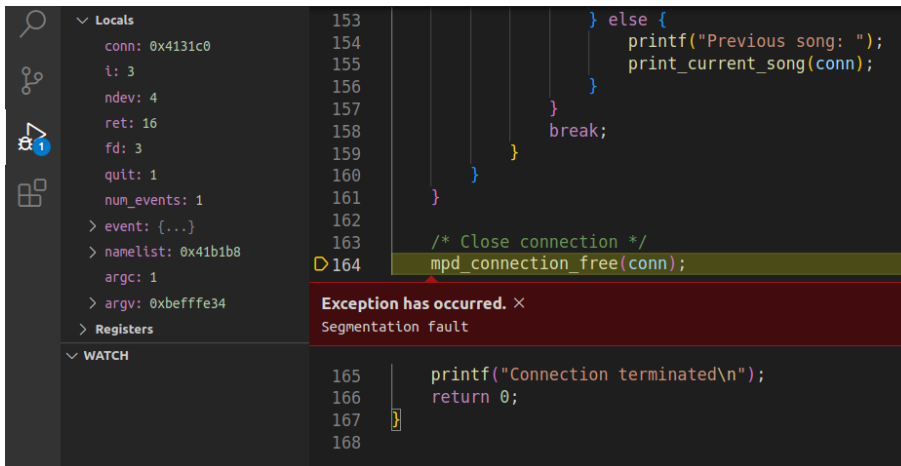 Locals
conn: 0x4131c0
i: 3
ndev: 4
ret: 16
fd: 3
quit: 1
num_events: 1
event: {...}
namelist: 0x41b1b8
argc: 1
argv: 0xbefffe34
Registers
WATCH
1
153 } else {
154 printf("Previous song: ");
155 print_current_song(conn);
156 }
157 }
158 break;
159 }
160 }
161 }
162
163 /* Close connection */
164 mpd_connection_free(conn);
Exception has occurred. ×
Segmentation fault
165 printf("Connection terminated\n");
166 return 0;
167 }
168